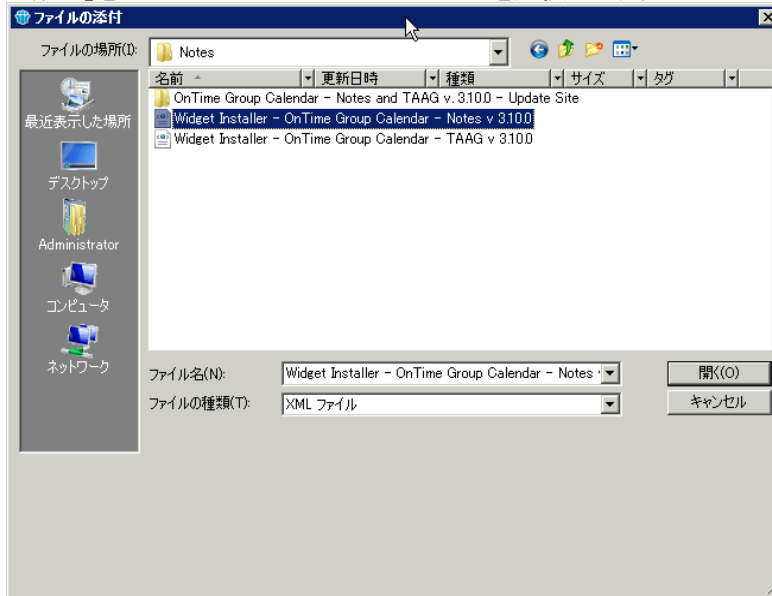 ファイルの添付
ファイルの場所(I):
Notes
名前 更新日時 種類 サイズ タグ
OnTime Group Calendar - Notes and TAAG v. 3.10.0 - Update Site
Widget Installer - OnTime Group Calendar - Notes v 3.10.0
Widget Installer - OnTime Group Calendar - TAAG v 3.10.0
最近表示した場所
デスクトップ
Administrator
コンピュータ
ネットワーク
ファイル名(N): Widget Installer - OnTime Group Calendar - Notes 開く(O)
ファイルの種類(T): XML ファイル キャンセル